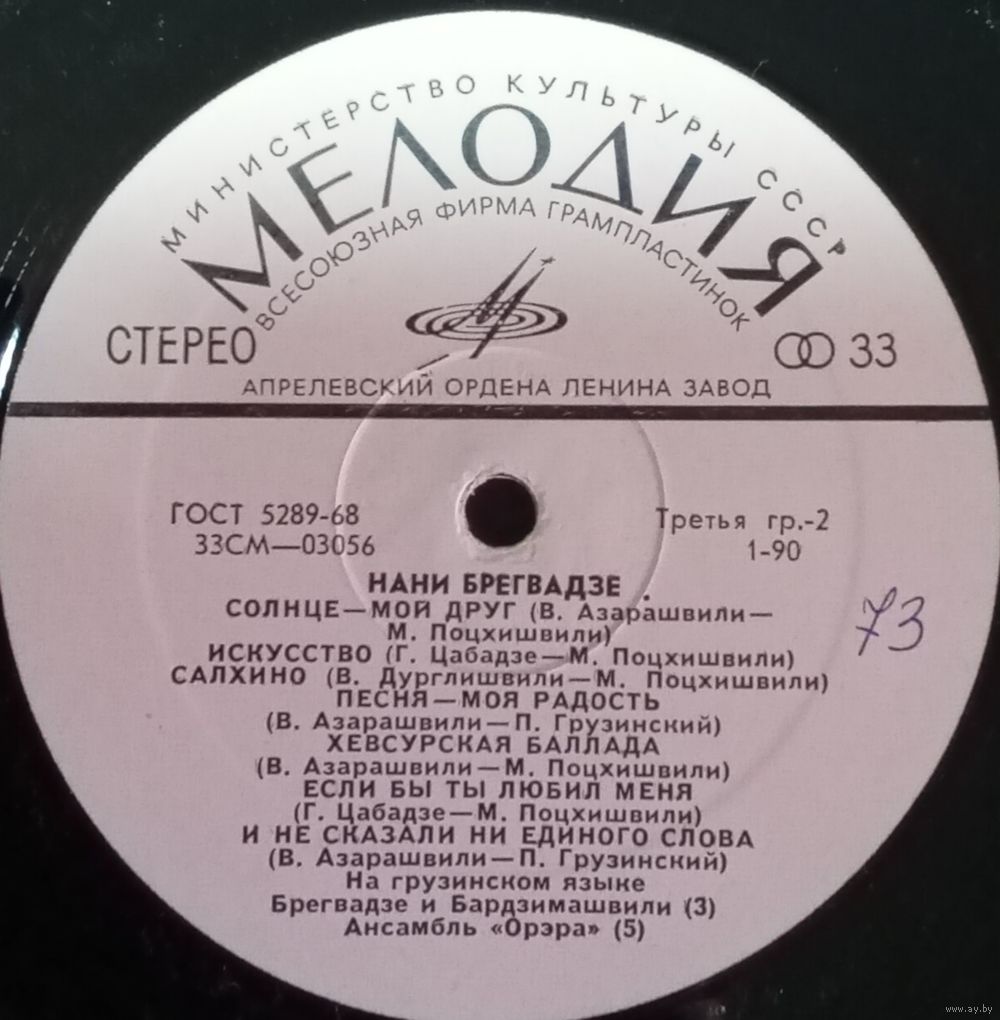 МИНИСТЕРСТВО КУЛЬТУРЫ СССР
МЕЛОДИЯ
ВСЕСОЮЗНАЯ ФИРМА ГРАМПЛАСТИНОК
СТЕРЕО
33
АПРЕЛЕВСКИЙ ОРДЕНА ЛЕНИНА ЗАВОД
ГОСТ 5289-68
Третья гр.-2
33СМ—03056
1-90
НАНИ БРЕГВАДЗЕ
СОЛНЦЕ—МОЙ ДРУГ (В. Азарашвили—
М. Поцхишвили)
73
ИСКУССТВО (Г. Цабадзе—М. Поцхишвили)
САЛХИНО (В. Дурглишвили—М. Поцхишвили)
ПЕСНЯ—МОЯ РАДОСТЬ
(В. Азарашвили—П. Грузинский)
ХЕВСУРСКАЯ БАЛЛАДА
(В. Азарашвили—М. Поцхишвили)
ЕСЛИ БЫ ТЫ ЛЮБИЛ МЕНЯ
(Г. Цабадзе—М. Поцхишвили)
И НЕ СКАЗАЛИ НИ ЕДИНОГО СЛОВА
(В. Азарашвили—П. Грузинский)
На грузинском языке
Брегвадзе и Бардзимашвили (3)
Ансамбль «Орэра» (5)
www.ay.by